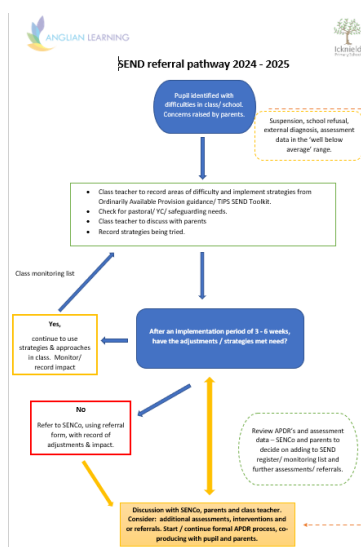 ANGLIAN LEARNING
Icknield
SEND referral pathway 2024 - 2025
Pupil identified with
difficulties in class/ school.
Concerns raised by parents.
Suspension, school refusal,
external diagnosis, assessment
data in the 'well below
average' range.
• Class teacher to record areas of difficulty and implement strategies from
Ordinarily Available Provision guidance/ TIPS SEND Toolkit.
• Check for pastoral/ YC/ safeguarding needs.
• Class teacher to discuss with parents
• Record strategies being tried.
Class monitoring list
Yes,
continue to use
strategies & approaches
in class. Monitor/
record impact
After an implementation period of 3 - 6 weeks,
have the adjustments / strategies met need?
No
Refer to SENCo, using referral
form, with record of
adjustments & impact.
Review APDR's and assessment
data – SENCo and parents to
decide on adding to SEND
register/ monitoring list and
further assessments/ referrals.
Discussion with SENCo, parents and class teacher.
Consider: additional assessments, interventions and
or referrals. Start / continue formal APDR process, co-
producing with pupil and parents.